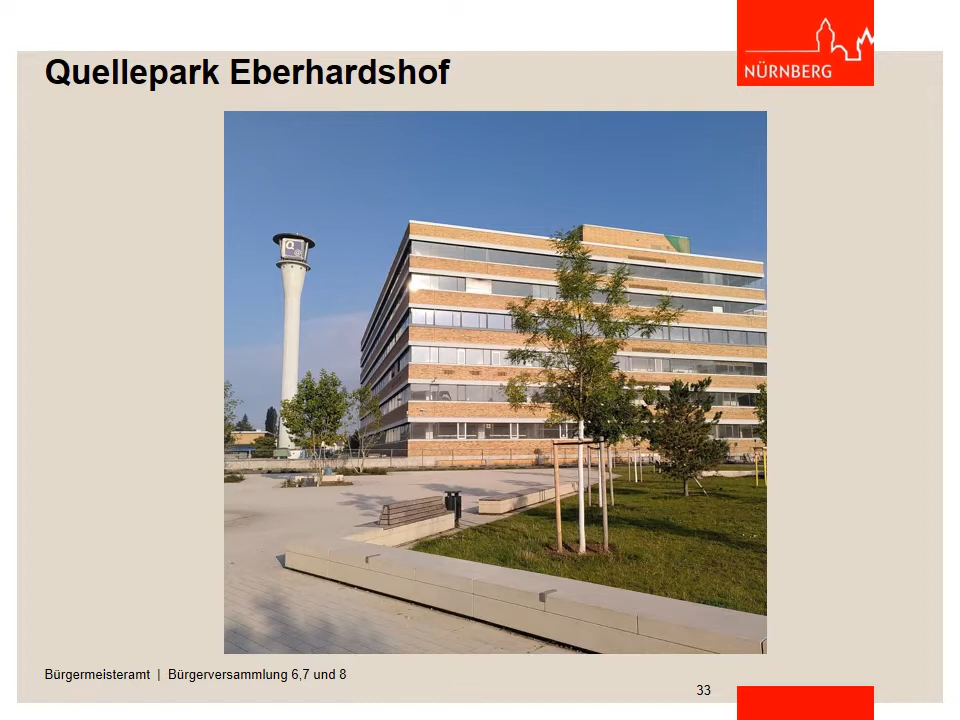 Quellepark Eberhardshof
NÜRNBERG
Q
Bürgermeisteramt | Bürgerversammlung 6,7 und 8
33